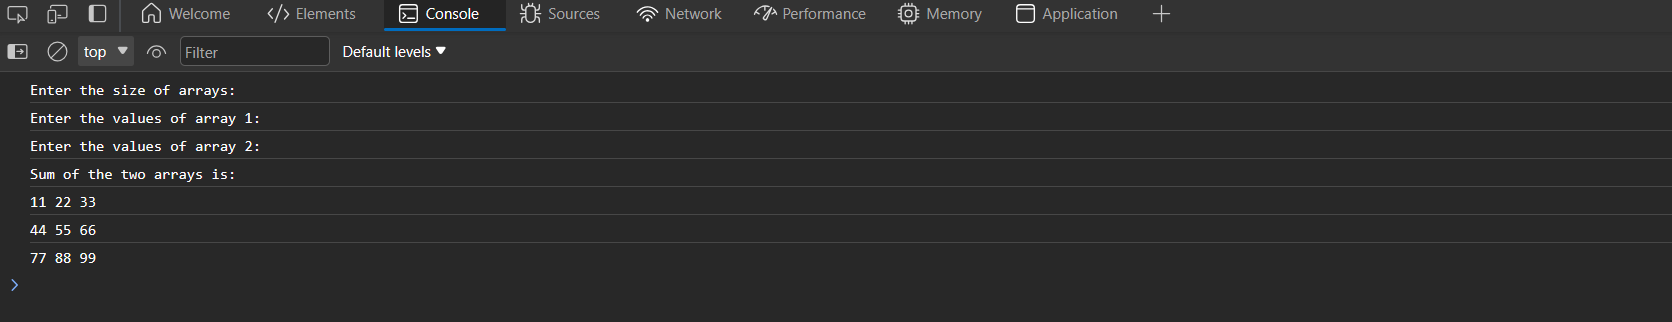 Welcome Elements Console Sources Network Performance Memory Application
top Filter Default levels
Enter the size of arrays:
Enter the values of array 1:
Enter the values of array 2:
Sum of the two arrays is:
11 22 33
44 55 66
77 88 99